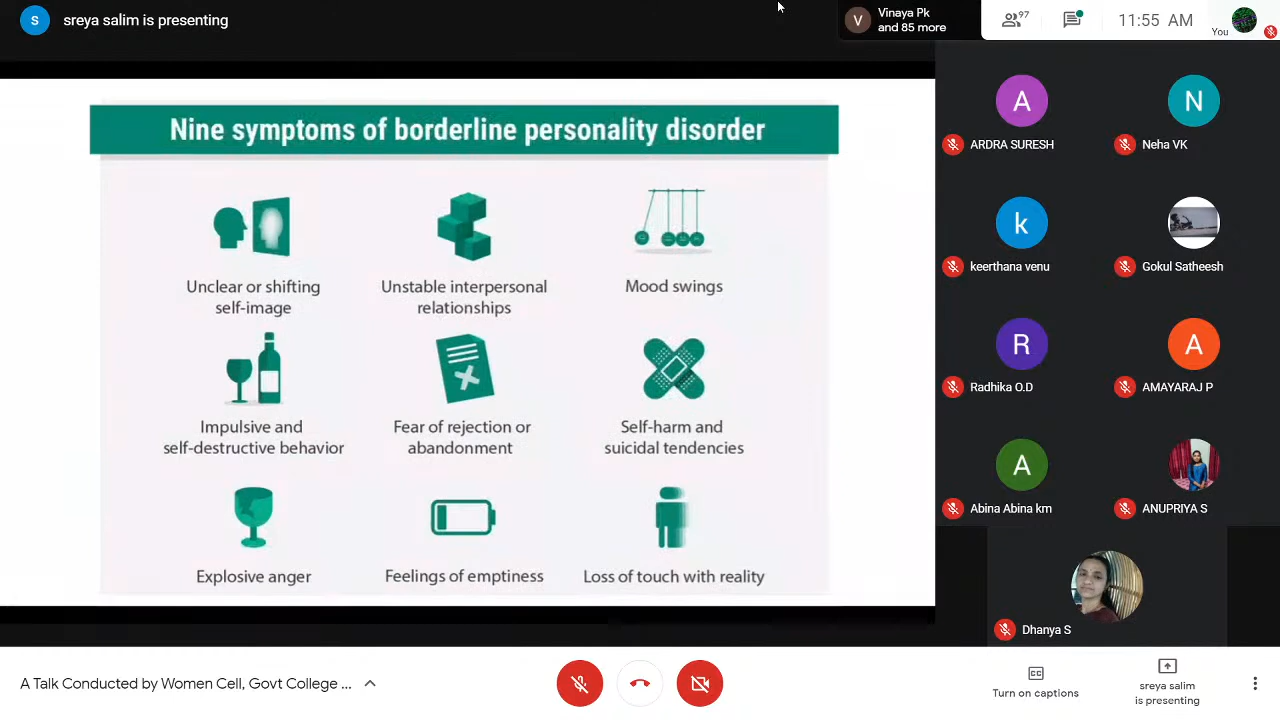 S
sreya salim is presenting
V
Vinaya Pk
and 85 more
97
11:55 AM
You
Nine symptoms of borderline personality disorder
Unclear or shifting
self-image
Unstable interpersonal
relationships
Mood swings
Impulsive and
self-destructive behavior
Fear of rejection or
abandonment
Self-harm and
suicidal tendencies
Explosive anger
Feelings of emptiness
Loss of touch with reality
A
ARDRA SURESH
N
Neha VK
k
keerthana venu
Gokul Satheesh
R
Radhika O.D
A
AMAYARAJ P
A
Abina Abina km
ANUPRIYA S
Dhanya S
A Talk Conducted by Women Cell, Govt College ...
Turn on captions
sreya salim
is presenting